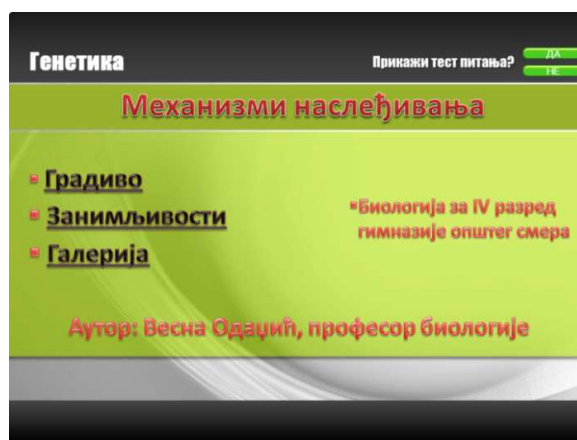 Генетика
Прикажи тест питања?
ДА
НЕ
Механизми наслеђивања
Градиво
Занимљивости
Галерија
Биологија за IV разред
гимназије општег смера
Аутор: Весна Одаџић, професор биологије